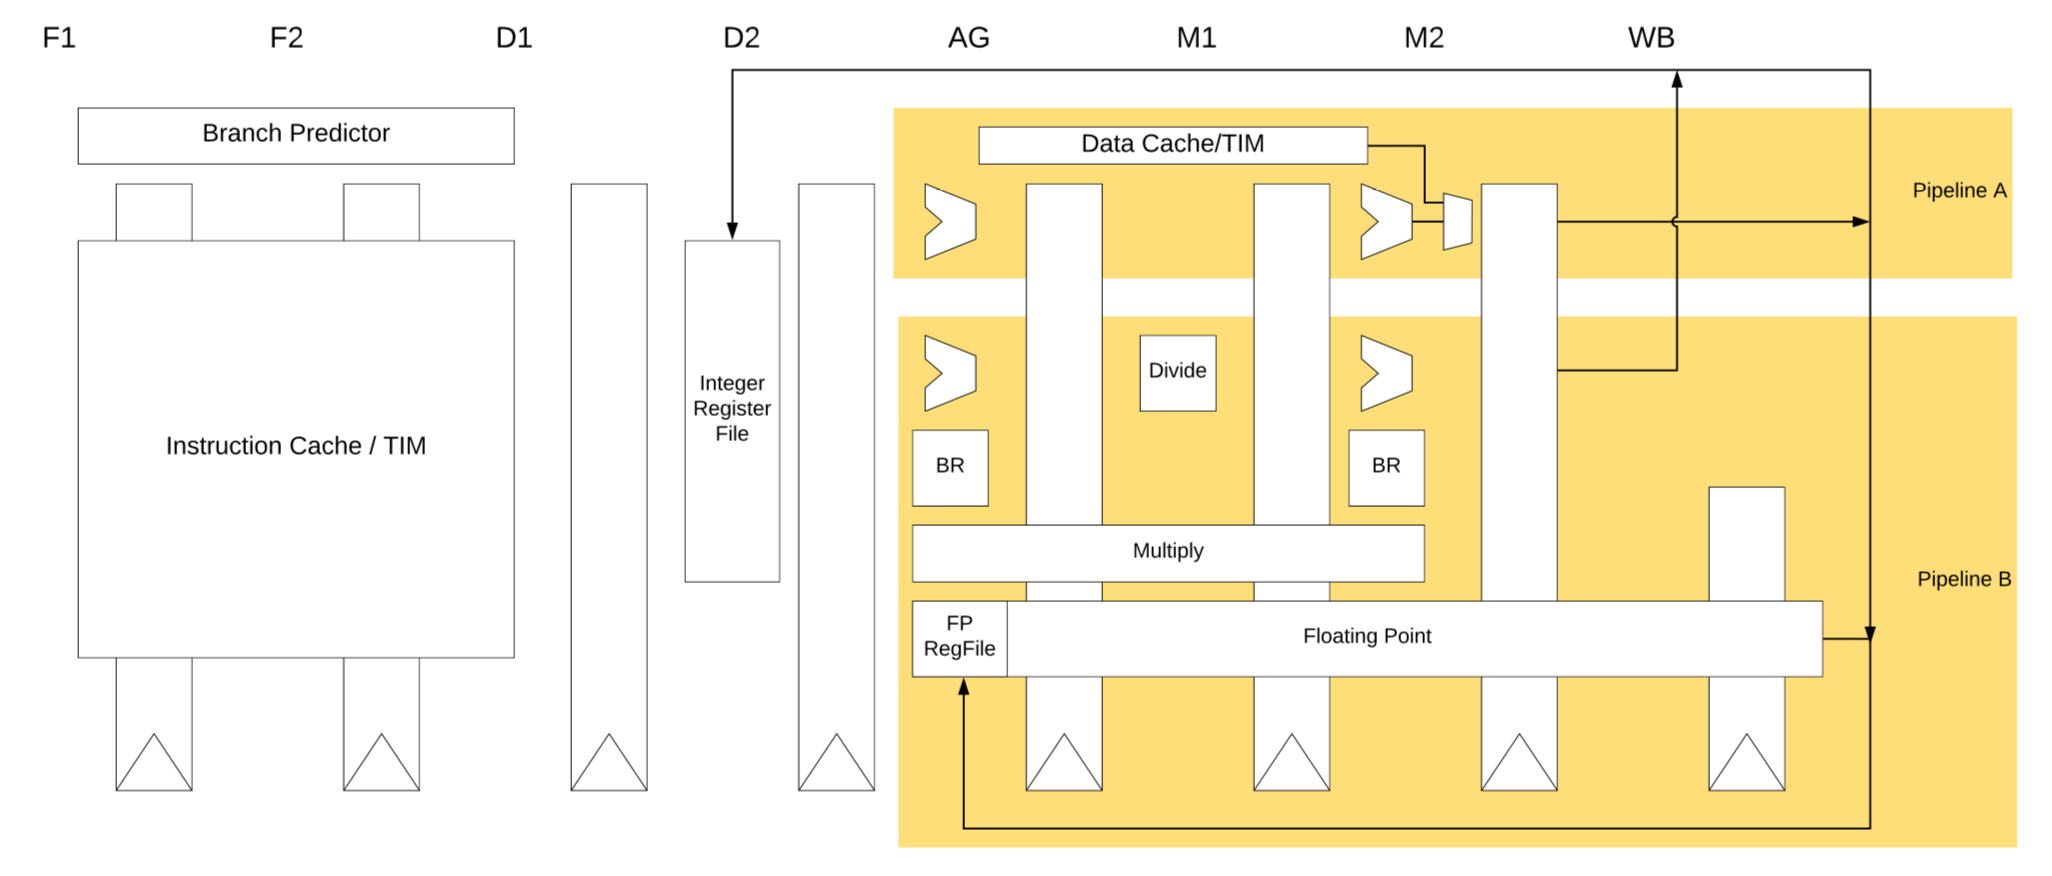 F1 F2 D1 D2 AG M1 M2 WB
Branch Predictor
Data Cache/TIM
Pipeline A
Instruction Cache / TIM
Integer
Register
File
Divide
BR
BR
Multiply
Pipeline B
FP
RegFile
Floating Point